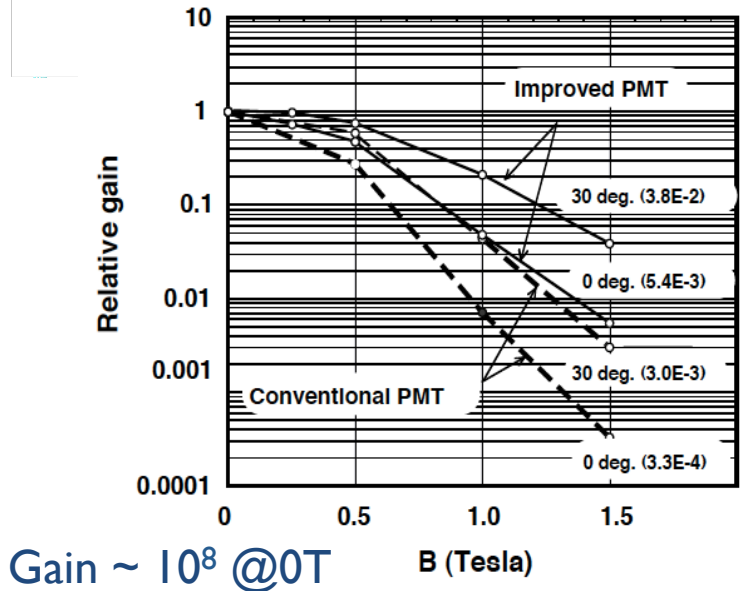 10
1
0.1
0.01
0.001
0.0001
Relative gain
Improved PMT
30 deg. (3.8E-2)
0 deg. (5.4E-3)
30 deg. (3.0E-3)
Conventional PMT
0 deg. (3.3E-4)
0 0.5 1.0 1.5
B (Tesla)
Gain ~ 10⁸ @0T